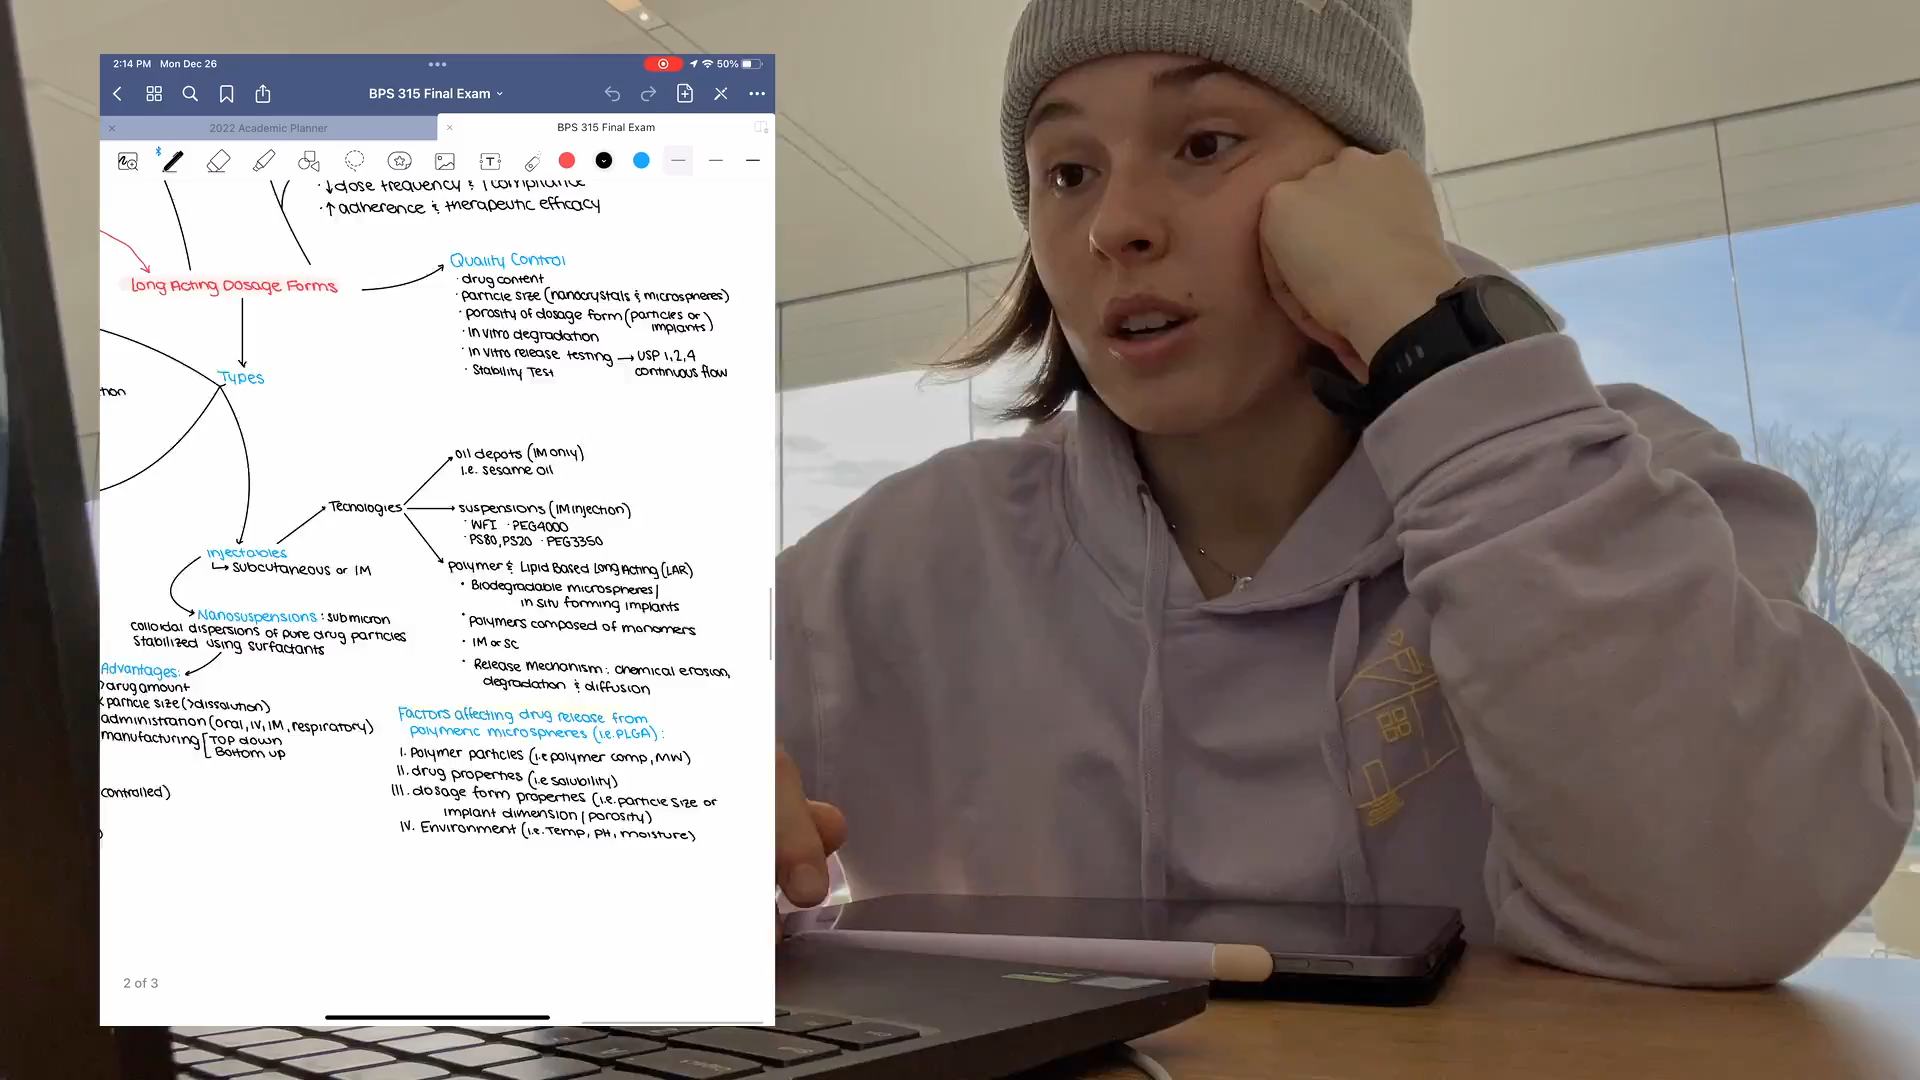 2:14 PM Mon Dec 26
50%
BPS 315 Final Exam
2022 Academic Planner
BPS 315 Final Exam
· ↓ dose frequency & ↑ compliance
· ↑ adherence & therapeutic efficacy
Long Acting Dosage Forms
Quality Control
· drug content
· particle size (nanocrystals & microspheres)
· porosity of dosage form (particles or implants)
· in vitro degradation
· in vitro release testing → USP 1, 2, 4
continuous flow
· Stability Test
Types
tion
oil depots (IM only)
i.e. sesame oil
Tecnologies
suspensions (IM injection)
· WFI · PEG4000
· PS80, PS20 · PEG3350
injectables
↳ subcutaneous or IM
polymer & Lipid Based Long Acting (LAR)
• Biodegradable microspheres/
in situ forming implants
• polymers composed of monomers
• IM or SC
• Release mechanism: chemical erosion,
degradation & diffusion
Nanosuspensions: submicron
colloidal dispersions of pure drug particles
stabilized using surfactants
Advantages:
>drug amount
< particle size (>dissolution)
administration (oral, IV, IM, respiratory)
manufacturing [TOP down
Bottom up
controlled)
Factors affecting drug release from
polymeric microspheres (i.e. PLGA):
I. Polymer particles (i.e polymer comp, MW)
II. drug properties (i.e solubility)
III. dosage form properties (i.e. particle size or
implant dimension / porosity)
IV. Environment (i.e. Temp, PH, moisture)
2 of 3